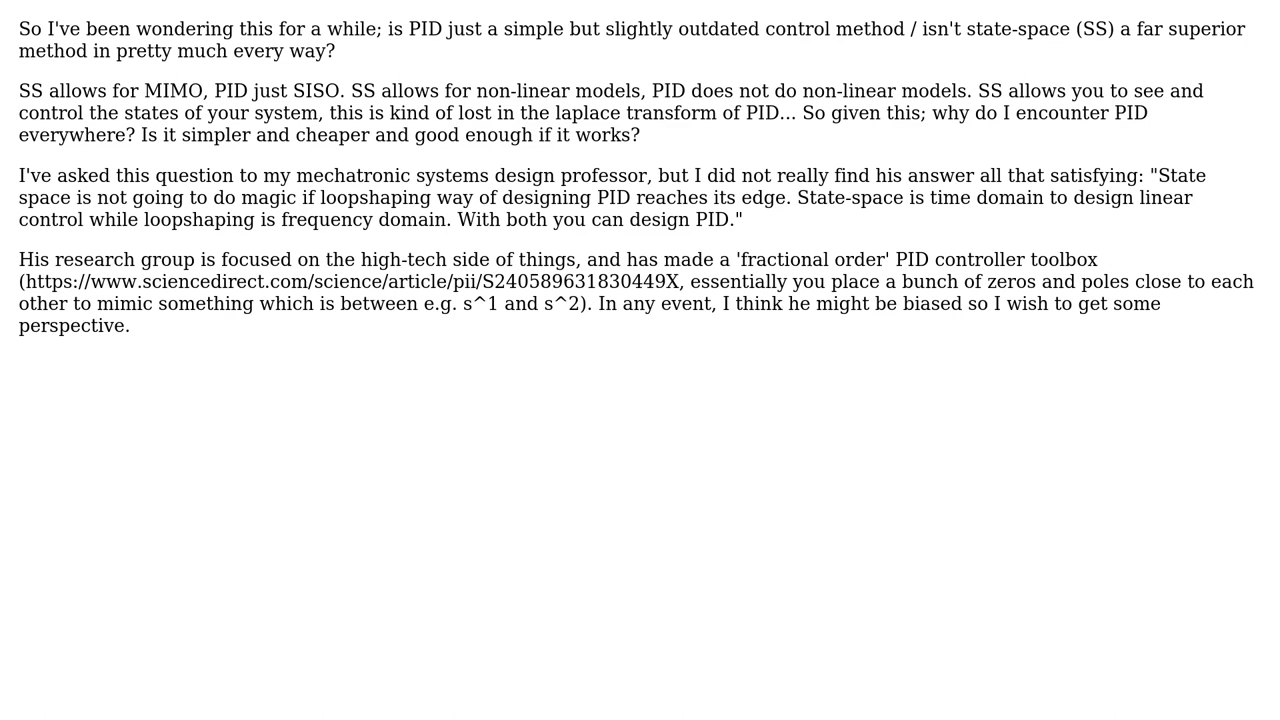 So I've been wondering this for a while; is PID just a simple but slightly outdated control method / isn't state-space (SS) a far superior
method in pretty much every way?
SS allows for MIMO, PID just SISO. SS allows for non-linear models, PID does not do non-linear models. SS allows you to see and
control the states of your system, this is kind of lost in the laplace transform of PID... So given this; why do I encounter PID
everywhere? Is it simpler and cheaper and good enough if it works?
I've asked this question to my mechatronic systems design professor, but I did not really find his answer all that satisfying: "State
space is not going to do magic if loopshaping way of designing PID reaches its edge. State-space is time domain to design linear
control while loopshaping is frequency domain. With both you can design PID."
His research group is focused on the high-tech side of things, and has made a 'fractional order' PID controller toolbox
(https://www.sciencedirect.com/science/article/pii/S240589631830449X, essentially you place a bunch of zeros and poles close to each
other to mimic something which is between e.g. s^1 and s^2). In any event, I think he might be biased so I wish to get some
perspective.